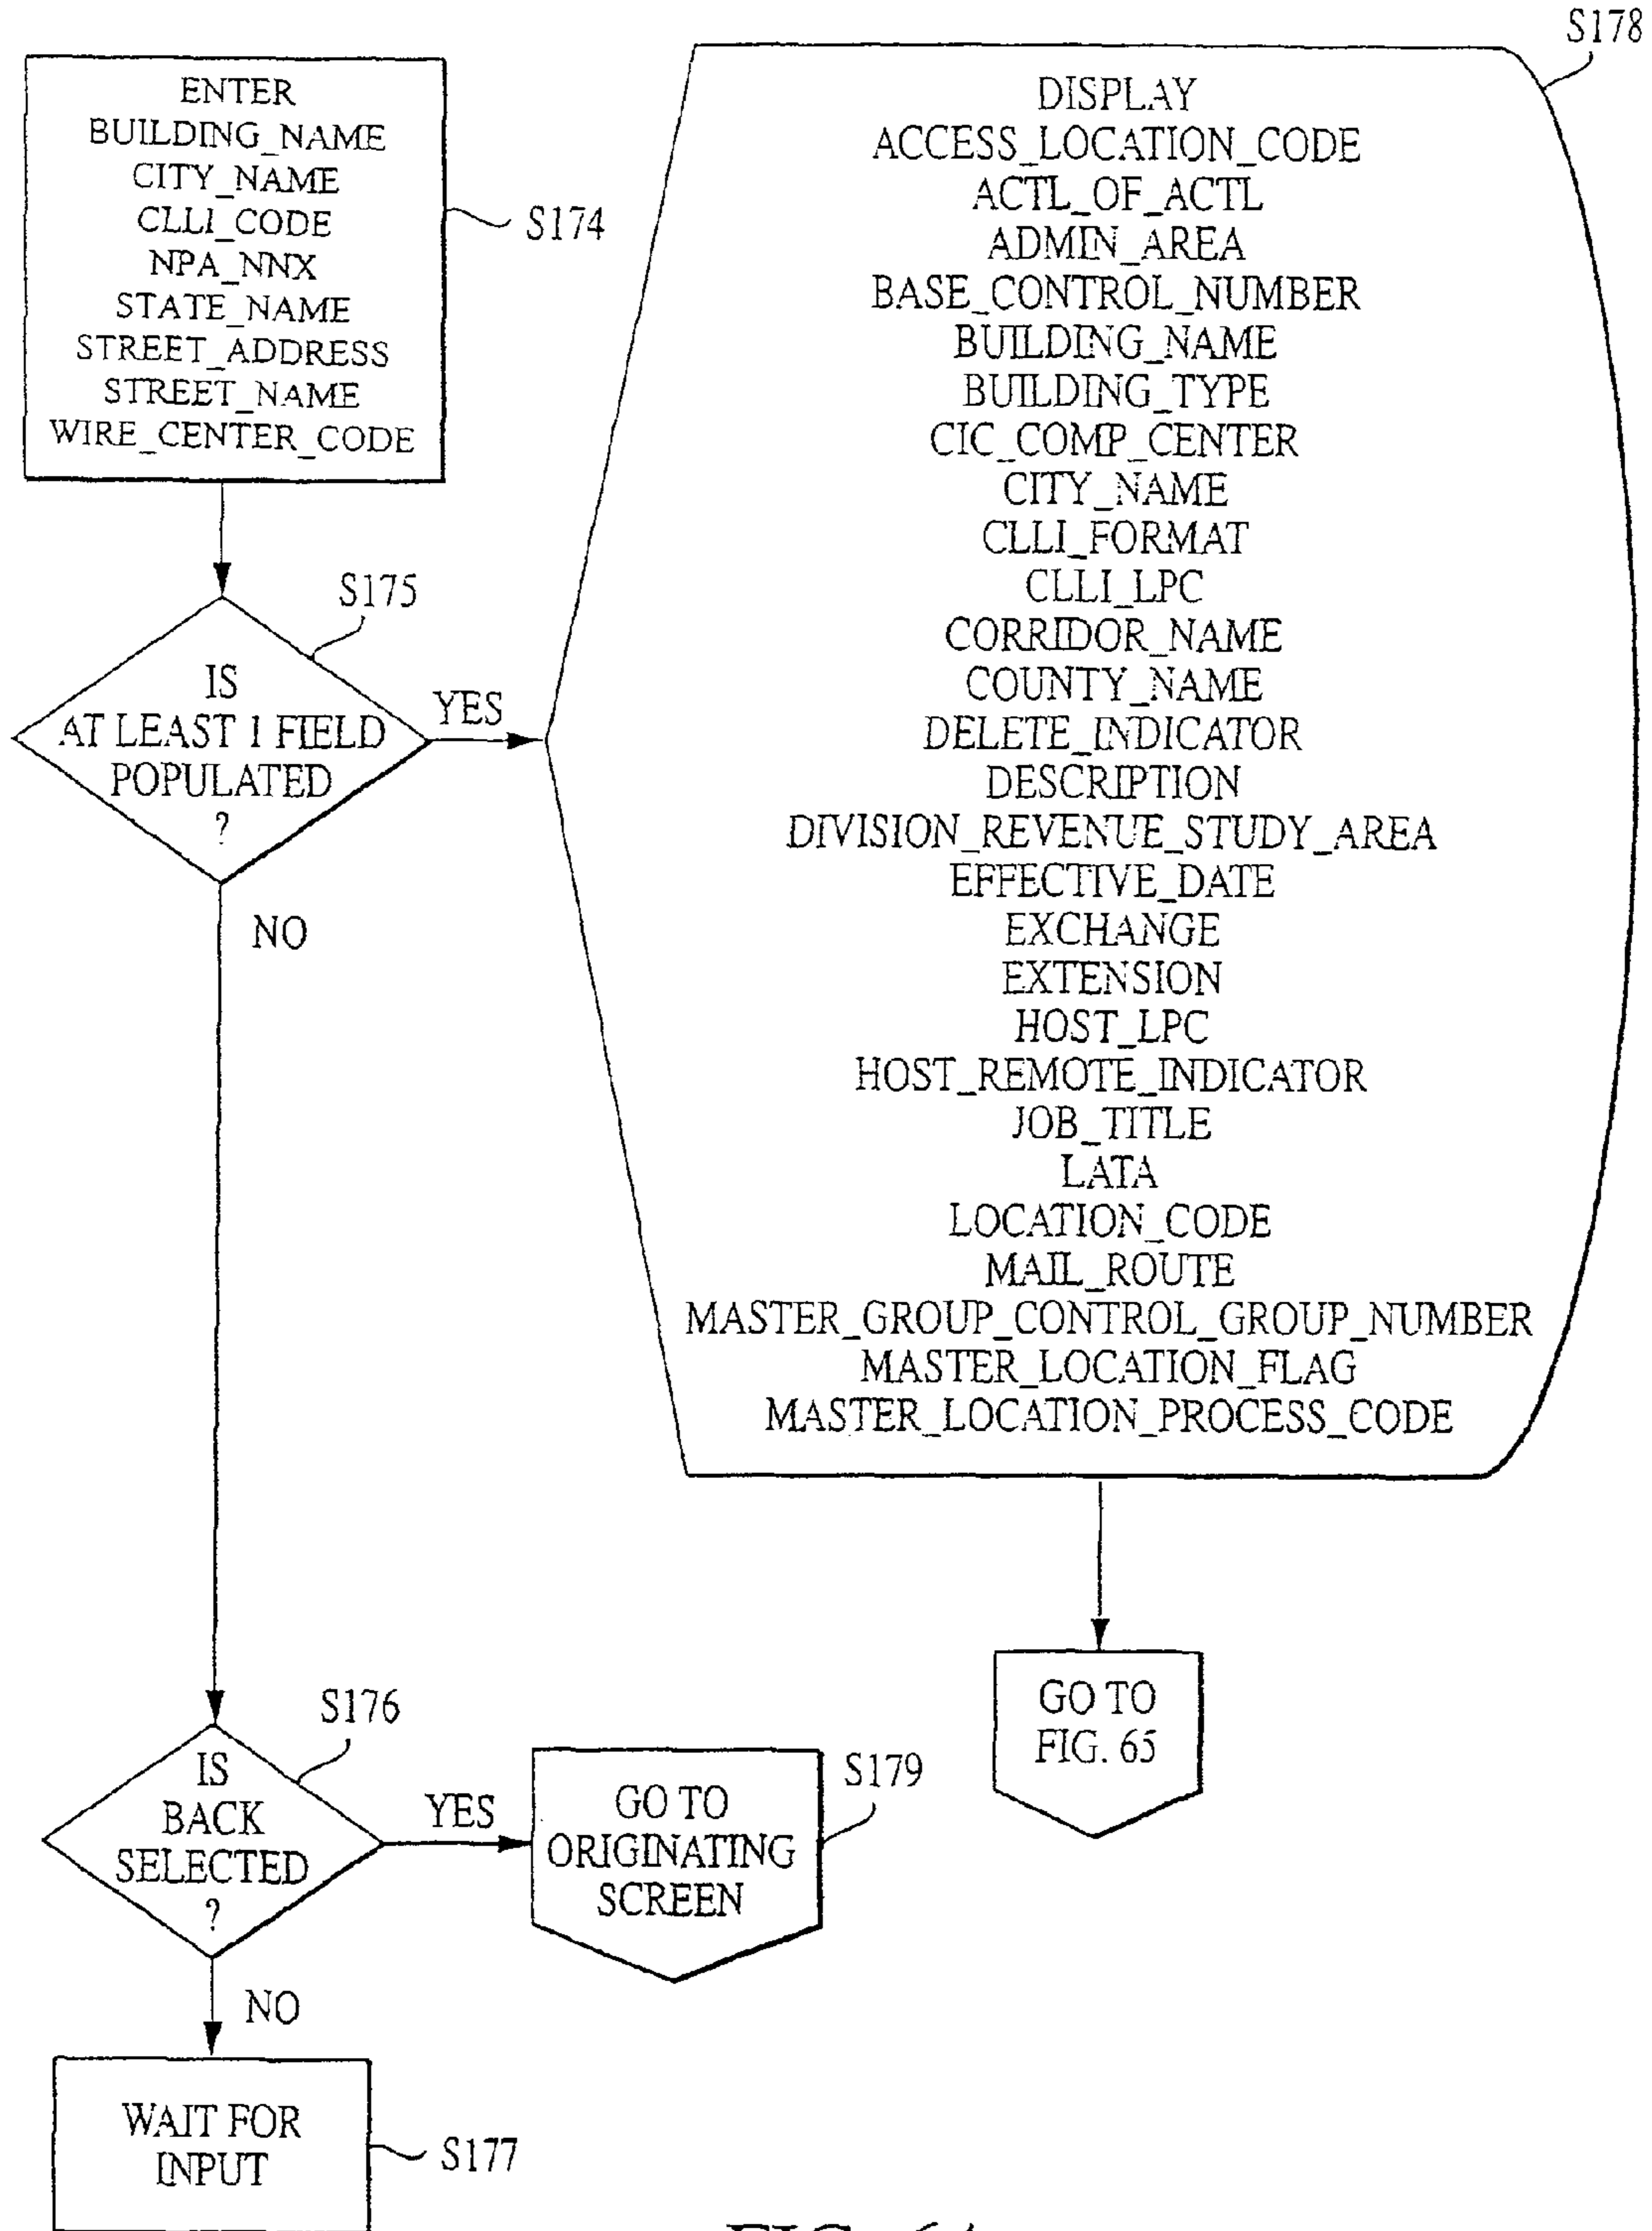 S178
ENTER
BUILDING_NAME
CITY_NAME
CLLI_CODE
NPA_NNX
STATE_NAME
STREET_ADDRESS
STREET_NAME
WIRE_CENTER_CODE
S174
DISPLAY
ACCESS_LOCATION_CODE
ACTL_OF_ACTL
ADMIN_AREA
BASE_CONTROL_NUMBER
BUILDING_NAME
BUILDING_TYPE
CIC_COMP_CENTER
CITY_NAME
CLLI_FORMAT
CLLI_LPC
CORRIDOR_NAME
COUNTY_NAME
DELETE_INDICATOR
DESCRIPTION
DIVISION_REVENUE_STUDY_AREA
EFFECTIVE_DATE
EXCHANGE
EXTENSION
HOST_LPC
HOST_REMOTE_INDICATOR
JOB_TITLE
LATA
LOCATION_CODE
MAIL_ROUTE
MASTER_GROUP_CONTROL_GROUP_NUMBER
MASTER_LOCATION_FLAG
MASTER_LOCATION_PROCESS_CODE
S175
IS
AT LEAST 1 FIELD
POPULATED
?
YES
NO
GO TO
FIG. 65
S176
IS
BACK
SELECTED
?
YES
GO TO
ORIGINATING
SCREEN
S179
NO
WAIT FOR
INPUT
S177